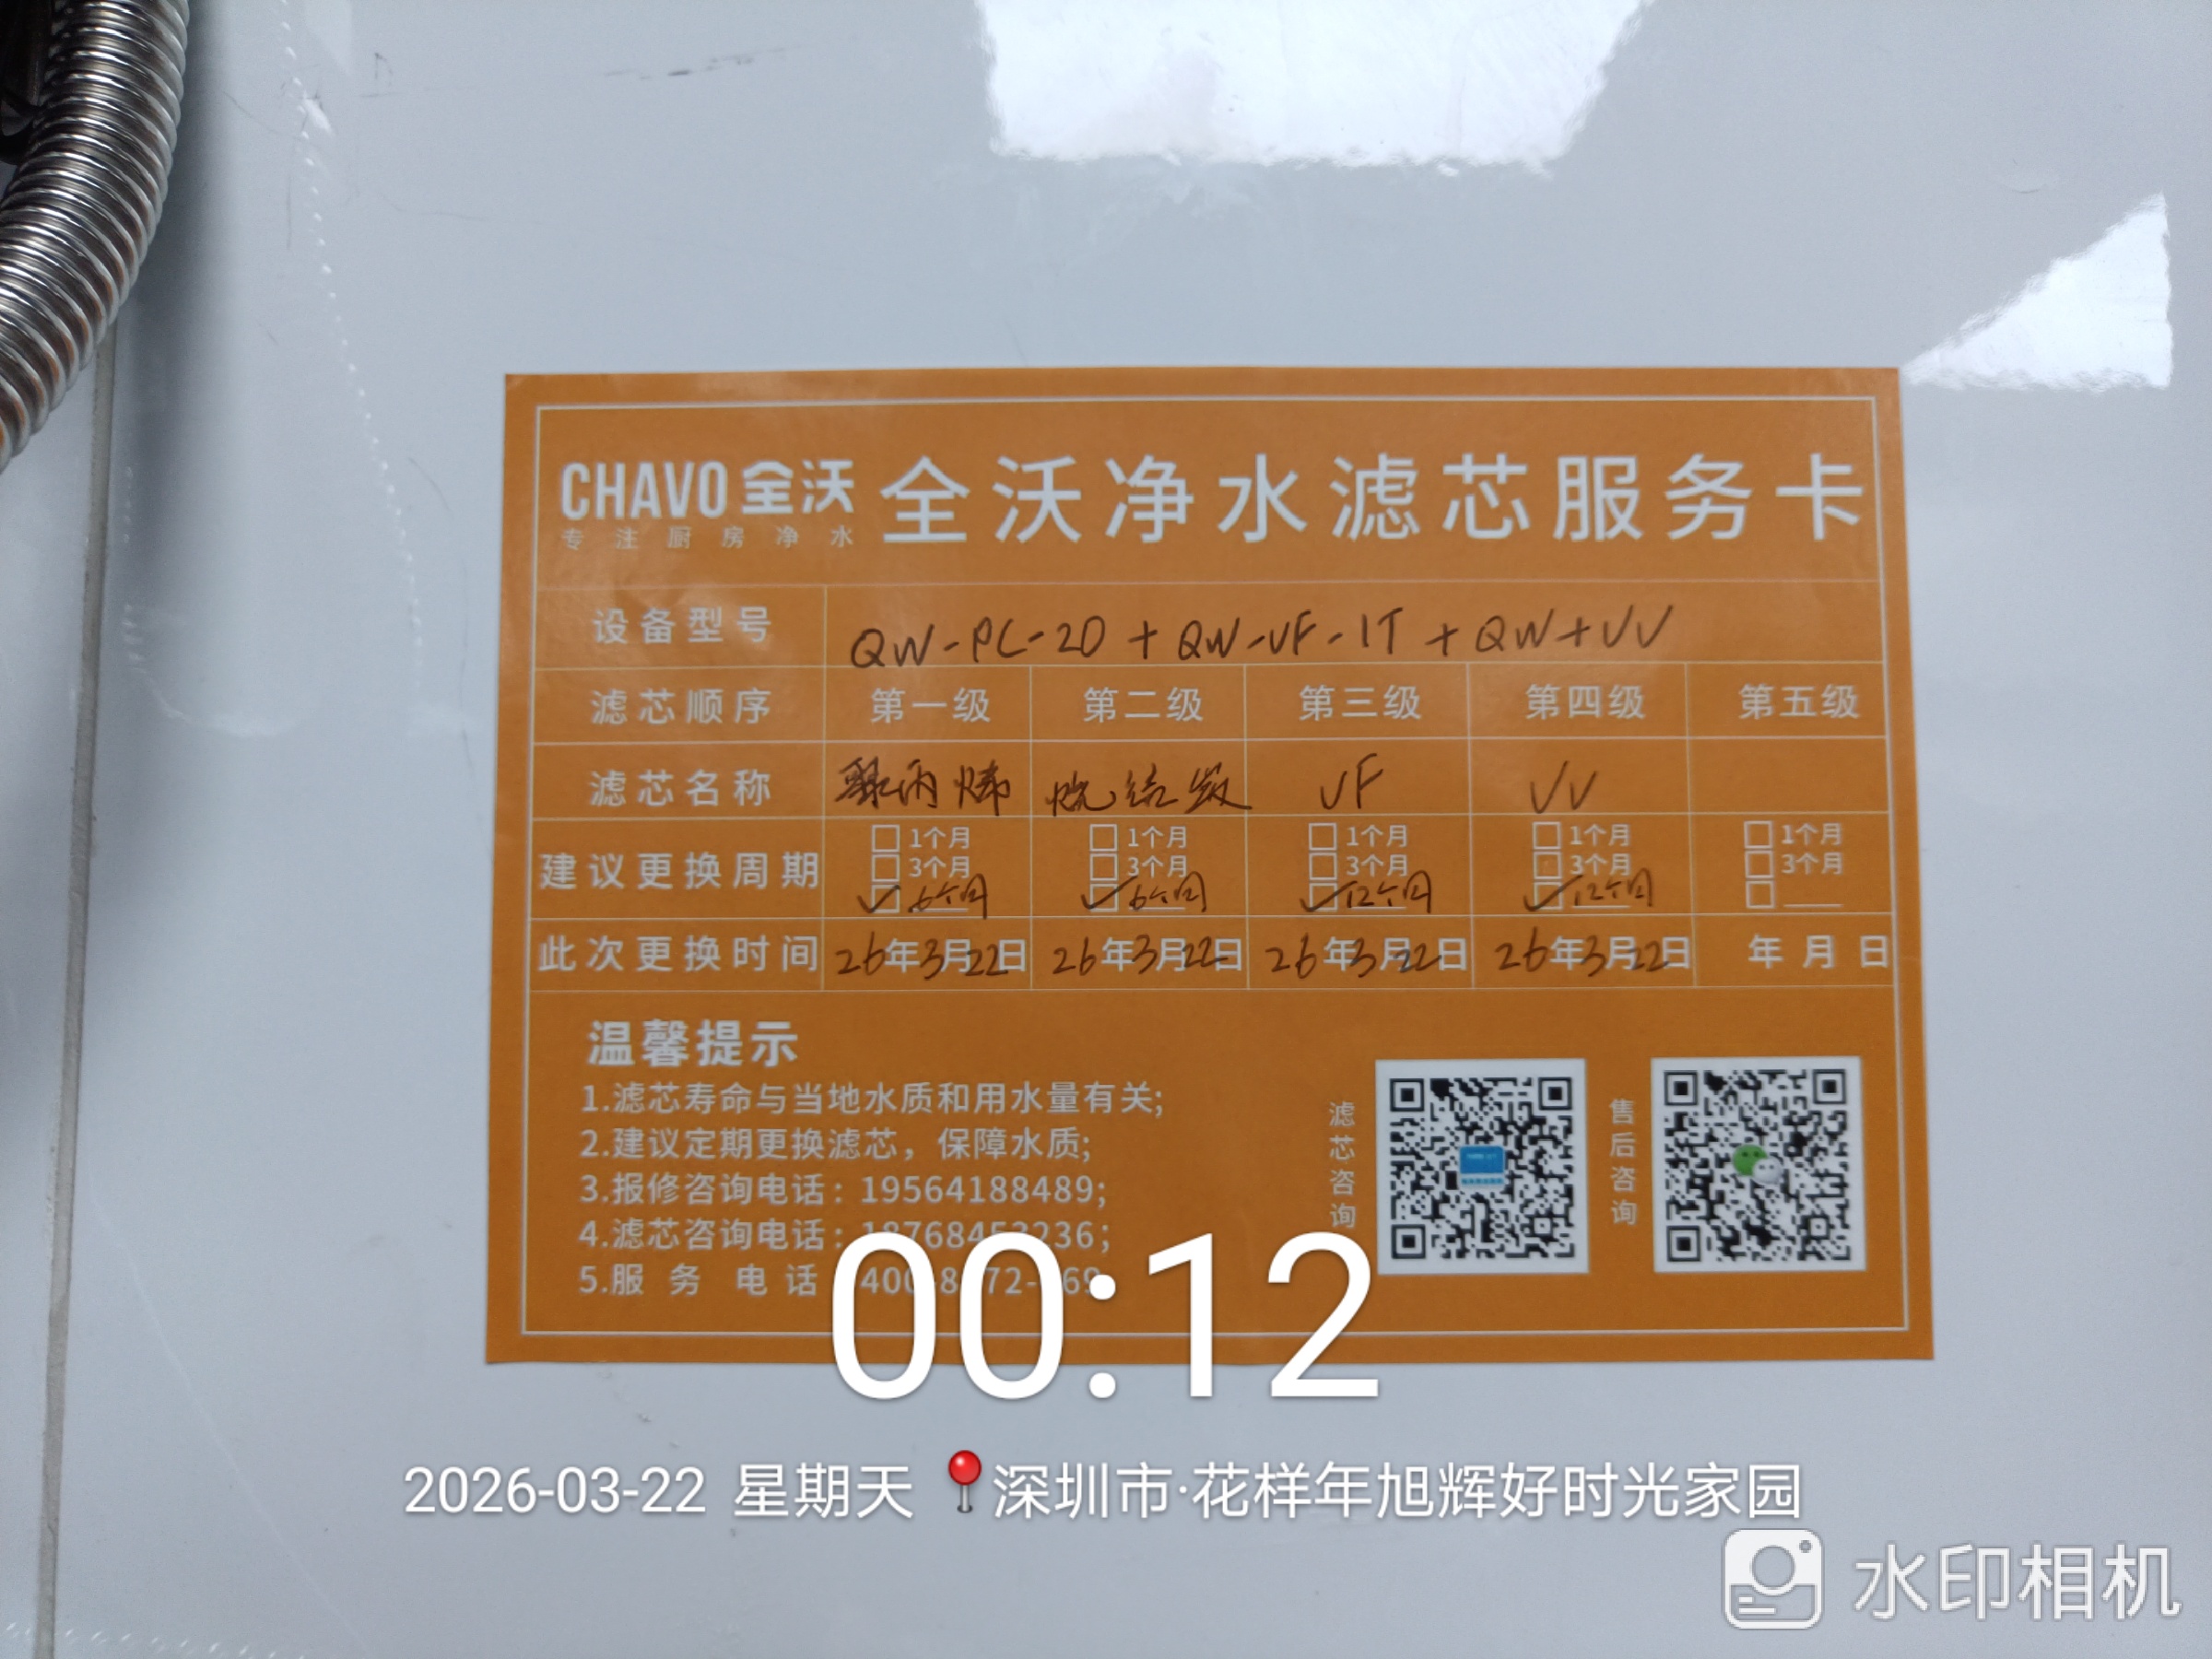 CHAVO 全沃 全沃净水滤芯服务卡
专注厨房净水
设备型号 QW-PC-20 + QW-VF-1T + QW+VV
滤芯顺序 第一级 第二级 第三级 第四级 第五级
滤芯名称 聚丙烯 烧结炭 VF VV
□1个月 □1个月 □1个月 □1个月 □1个月
建议更换周期 □3个月 □3个月 □3个月 □3个月 □3个月
✓6个月 ✓6个月 ✓12个月 ✓12个月 □
此次更换时间 26年3月22日 26年3月22日 26年3月22日 26年3月22日 年月日
温馨提示
1.滤芯寿命与当地水质和用水量有关;
2.建议定期更换滤芯，保障水质;
3.报修咨询电话：19564188489;
4.滤芯咨询电话：
5.服务电话
滤芯咨询
售后咨询
00:12
2026-03-22 星期天 深圳市·花样年旭辉好时光家园
水印相机